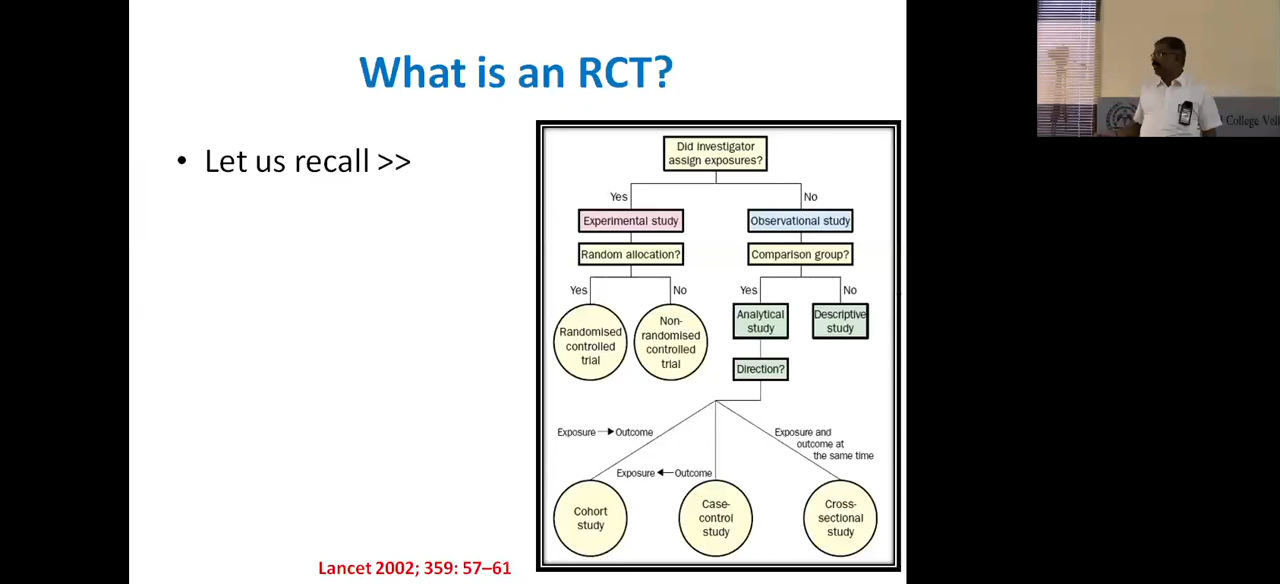 What is an RCT?
• Let us recall >>
Did investigator
assign exposures?
Yes
No
Experimental study
Observational study
Random allocation?
Comparison group?
Yes
No
Yes
No
Randomised
controlled
trial
Non-
randomised
controlled
trial
Analytical
study
Descriptive
study
Direction?
Exposure → Outcome
Exposure ← Outcome
Exposure and
outcome at
the same time
Cohort
study
Case-
control
study
Cross-
sectional
study
Lancet 2002; 359: 57–61
College